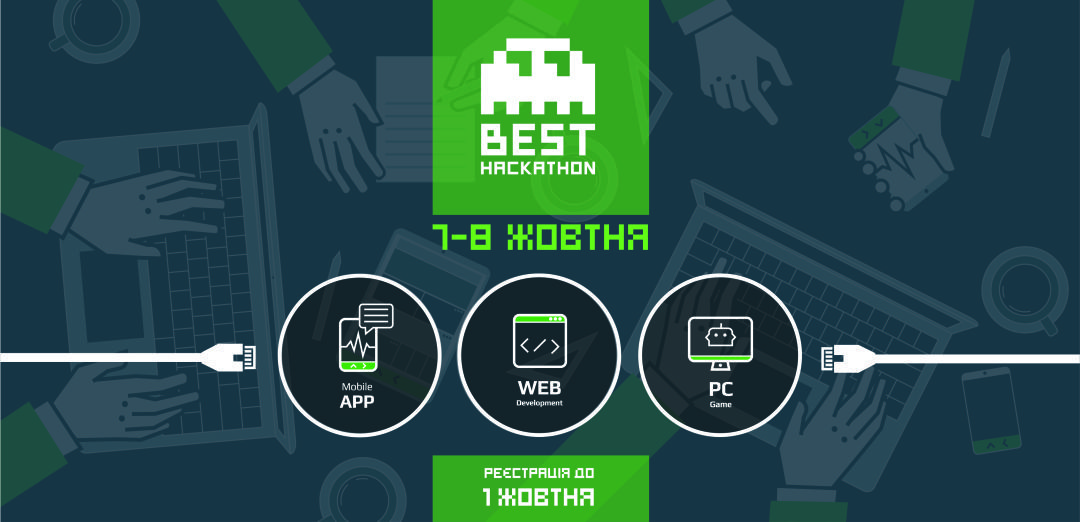 BEST
HACKATHON
7-8 ЖОВТНЯ
Mobile
APP
WEB
Development
PC
Game
РЕЄСТРАЦІЯ ДО
1 ЖОВТНЯ